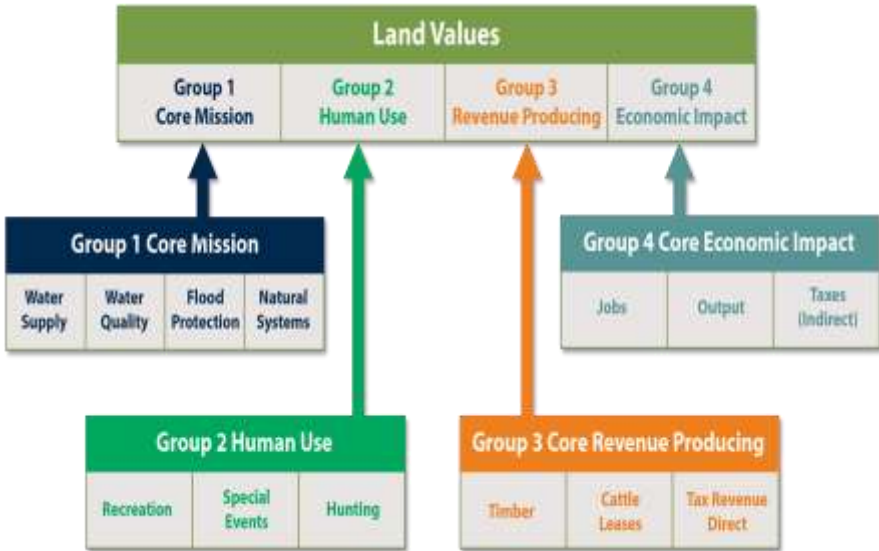 Land Values
Group 1
Core Mission
Group 2
Human Use
Group 3
Revenue Producing
Group 4
Economic Impact
Group 1 Core Mission
Water
Supply
Water
Quality
Flood
Protection
Natural
Systems
Group 4 Core Economic Impact
Jobs
Output
Taxes
(Indirect)
Group 2 Human Use
Recreation
Special
Events
Hunting
Group 3 Core Revenue Producing
Timber
Cattle
Leases
Tax Revenue
Direct